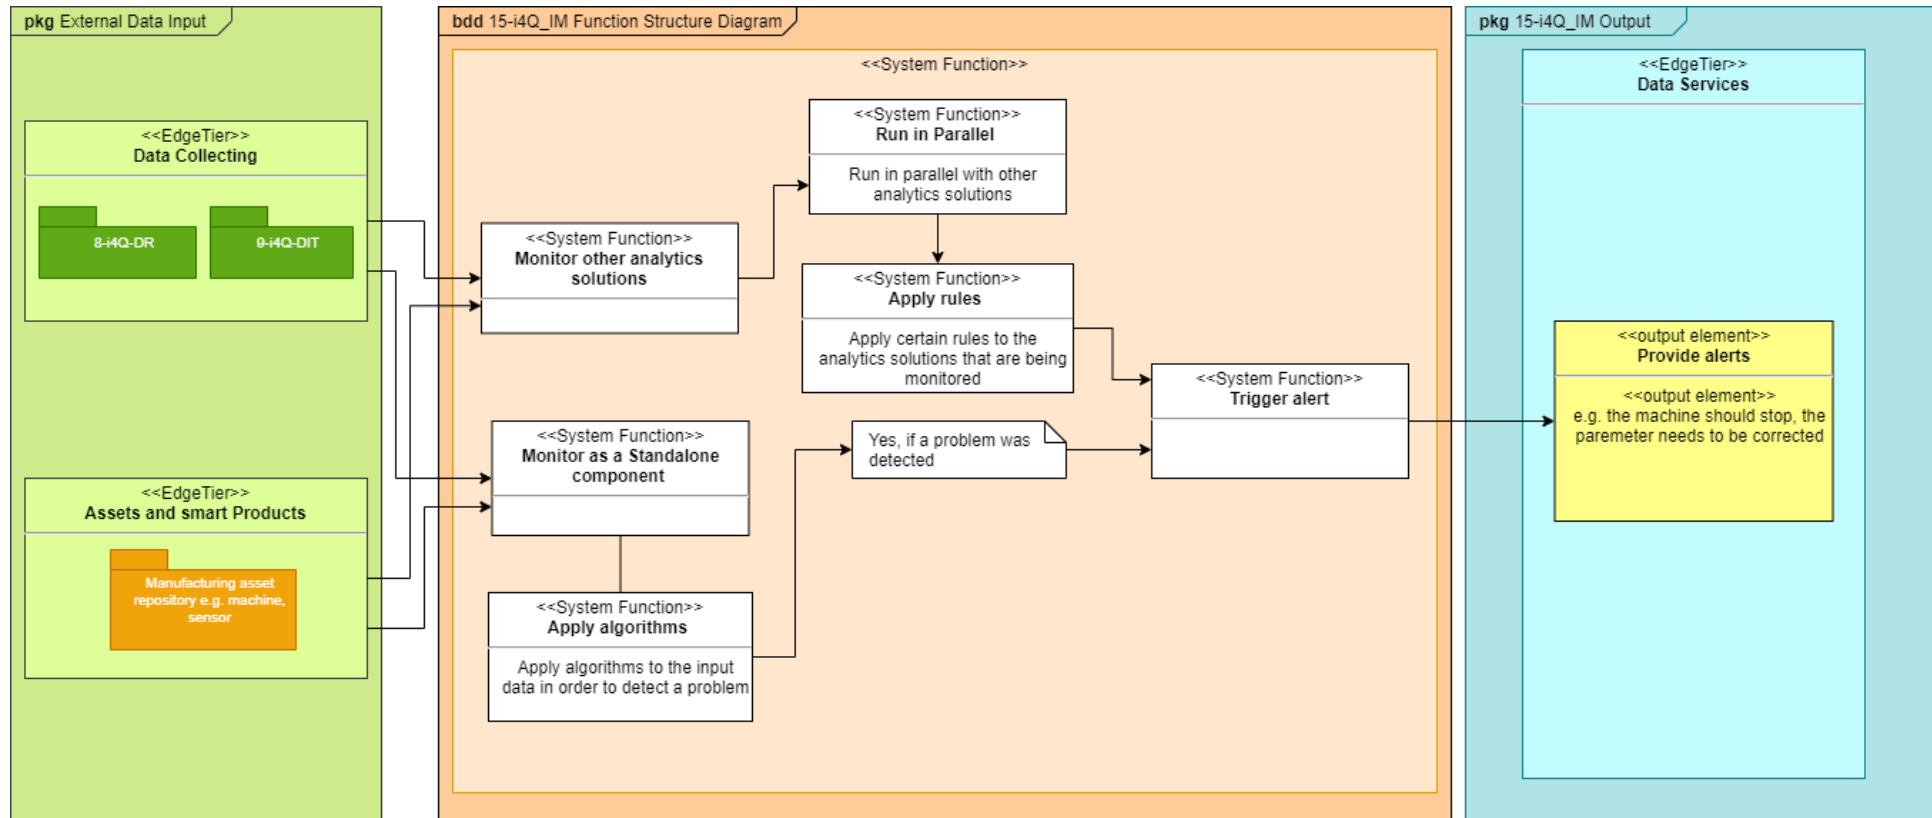 pkg External Data Input
<<EdgeTier>>
Data Collecting
8-i4Q-DR
9-i4Q-DIT
<<EdgeTier>>
Assets and smart Products
Manufacturing asset
repository e.g. machine,
sensor
bdd 15-i4Q_IM Function Structure Diagram
<<System Function>>
<<System Function>>
Run in Parallel
Run in parallel with other
analytics solutions
<<System Function>>
Monitor other analytics
solutions
<<System Function>>
Apply rules
Apply certain rules to the
analytics solutions that are being
monitored
<<System Function>>
Trigger alert
<<System Function>>
Monitor as a Standalone
component
Yes, if a problem was
detected
<<System Function>>
Apply algorithms
Apply algorithms to the input
data in order to detect a problem
pkg 15-i4Q_IM Output
<<EdgeTier>>
Data Services
<<output element>>
Provide alerts
<<output element>>
e.g. the machine should stop, the
paremeter needs to be corrected